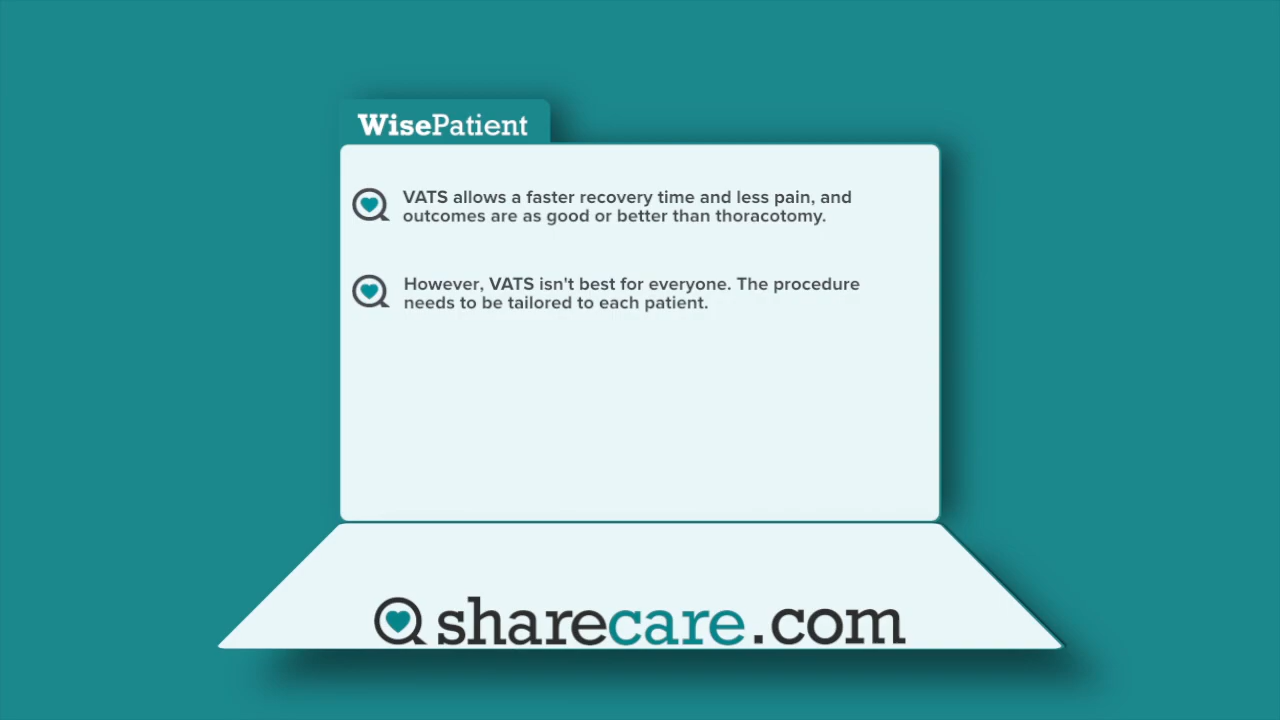 WisePatient
VATS allows a faster recovery time and less pain, and
outcomes are as good or better than thoracotomy.
However, VATS isn't best for everyone. The procedure
needs to be tailored to each patient.
sharecare.com